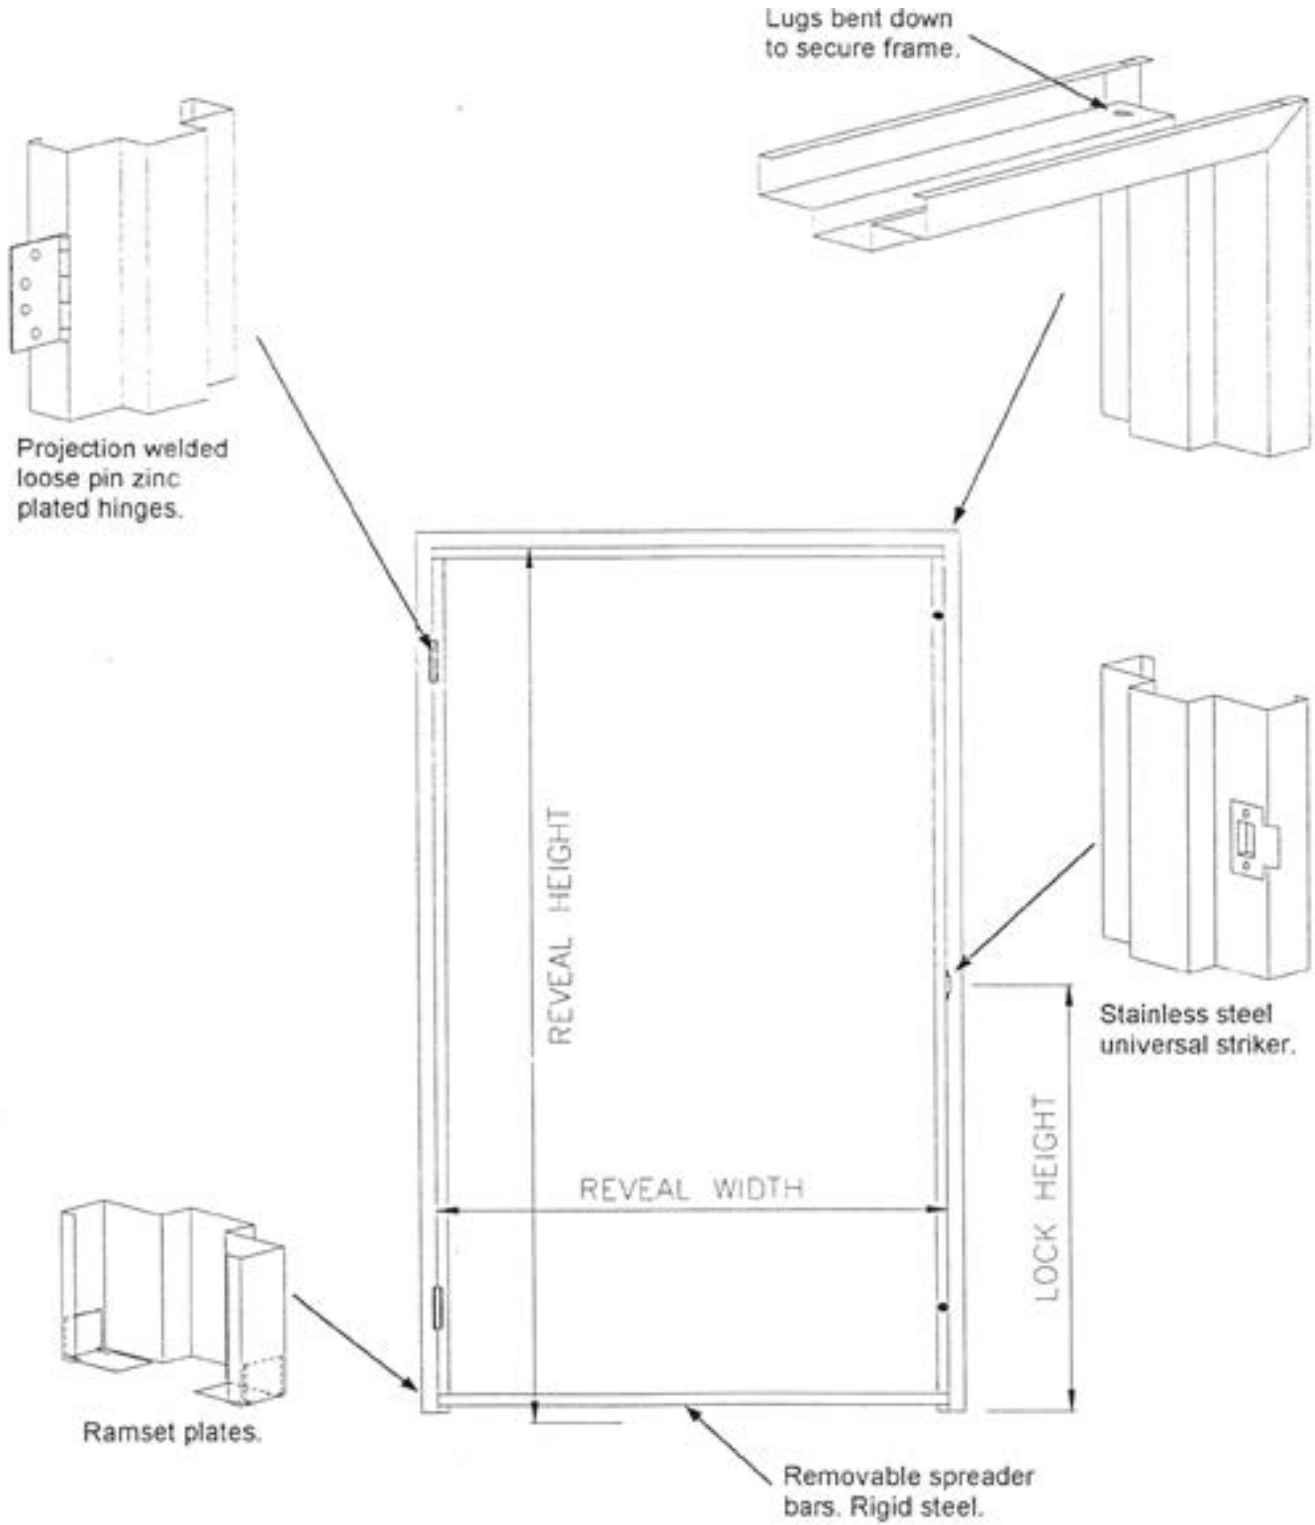 Lugs bent down
to secure frame.
Projection welded
loose pin zinc
plated hinges.
REVEAL HEIGHT
Stainless steel
universal striker.
REVEAL WIDTH
LOCK HEIGHT
Ramset plates.
Removable spreader
bars. Rigid steel.